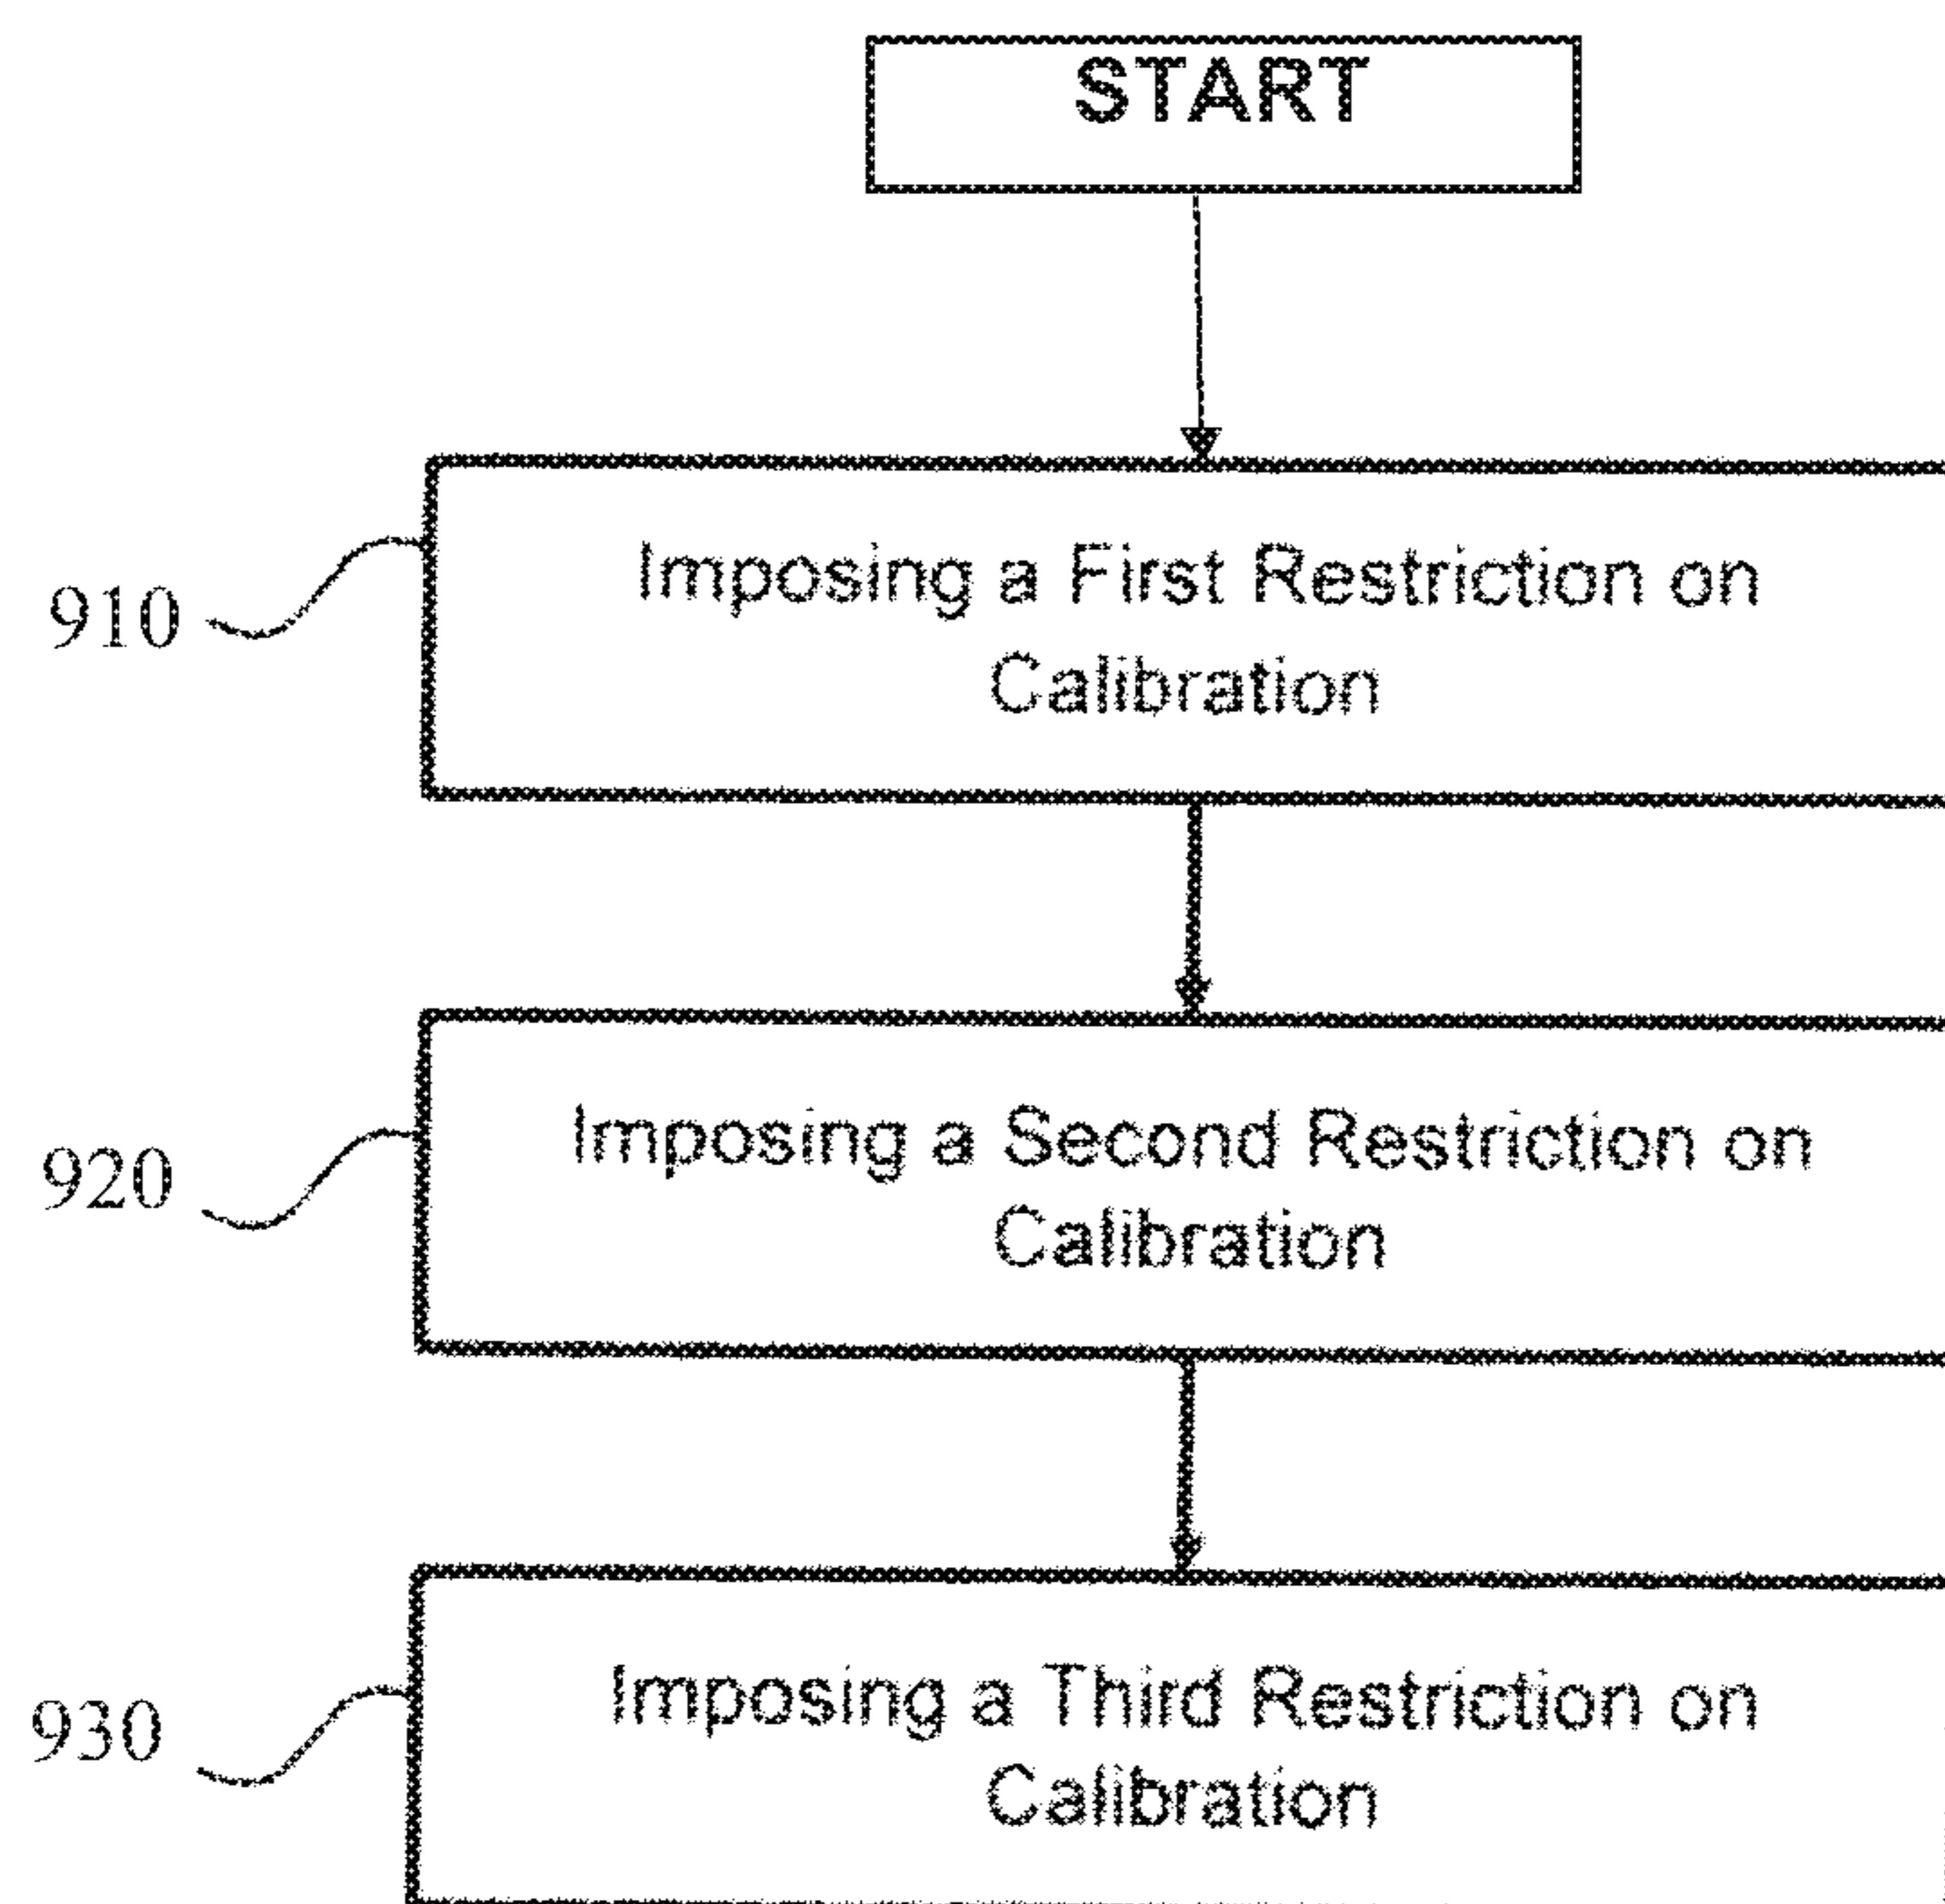 START
910
Imposing a First Restriction on
Calibration
920
Imposing a Second Restriction on
Calibration
930
Imposing a Third Restriction on
Calibration